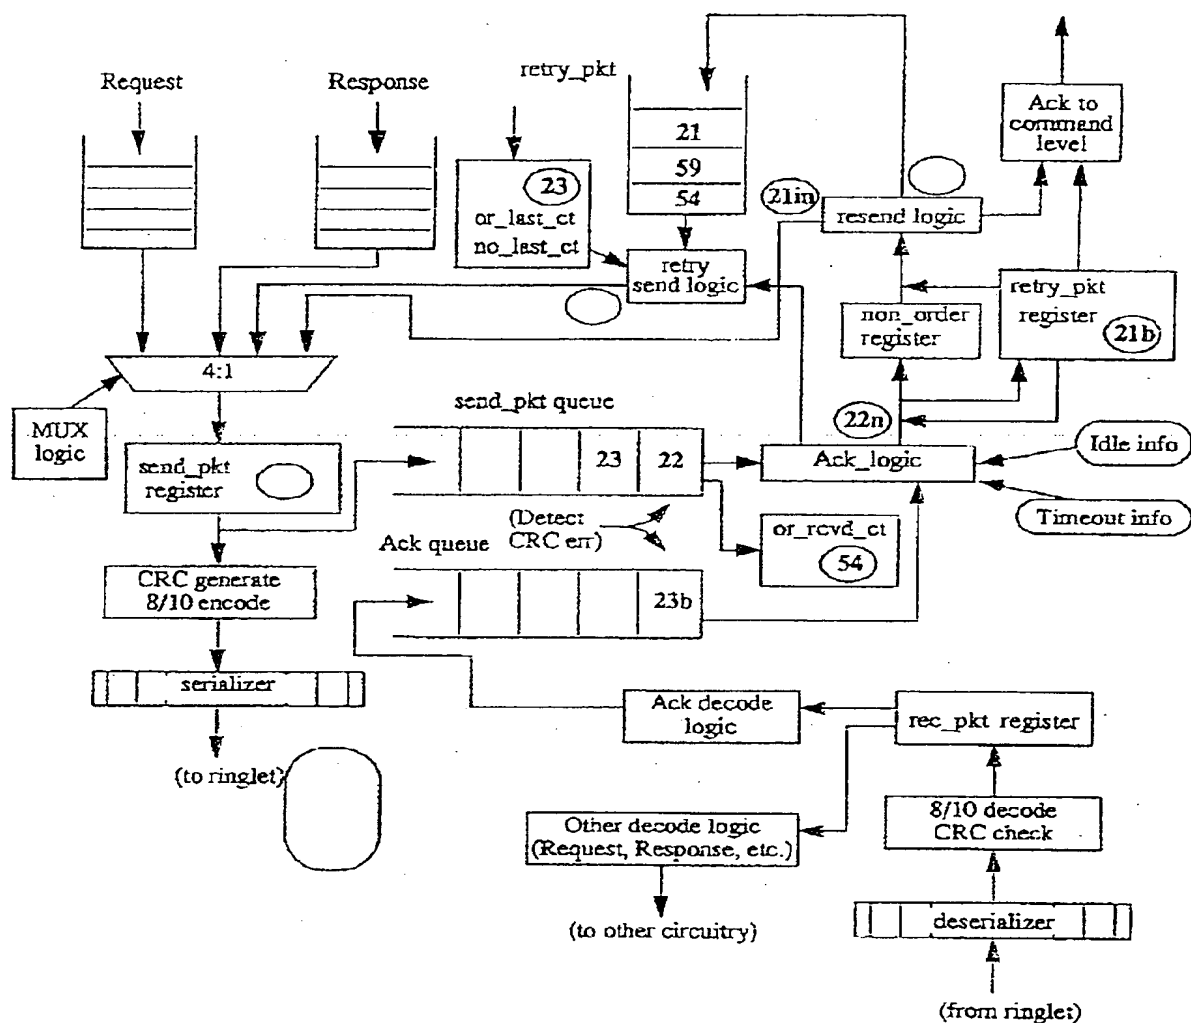 retry_pkt
Request
Response
Ack to
command
level
21
59
54
23
or_last_ct
no_last_ct
21in
resend logic
retry
send logic
retry_pkt
register
21b
non_order
register
4:1
MUX
logic
send_pkt queue
22n
send_pkt
register
23
22
Ack_logic
Idle info
Timeout info
(Detect
CRC err)
or_rcvd_ct
54
Ack queue
CRC generate
8/10 encode
23b
serializer
Ack decode
logic
rec_pkt register
(to ringlet)
8/10 decode
CRC check
Other decode logic
(Request, Response, etc.)
deserializer
(to other circuitry)
(from ringlet)